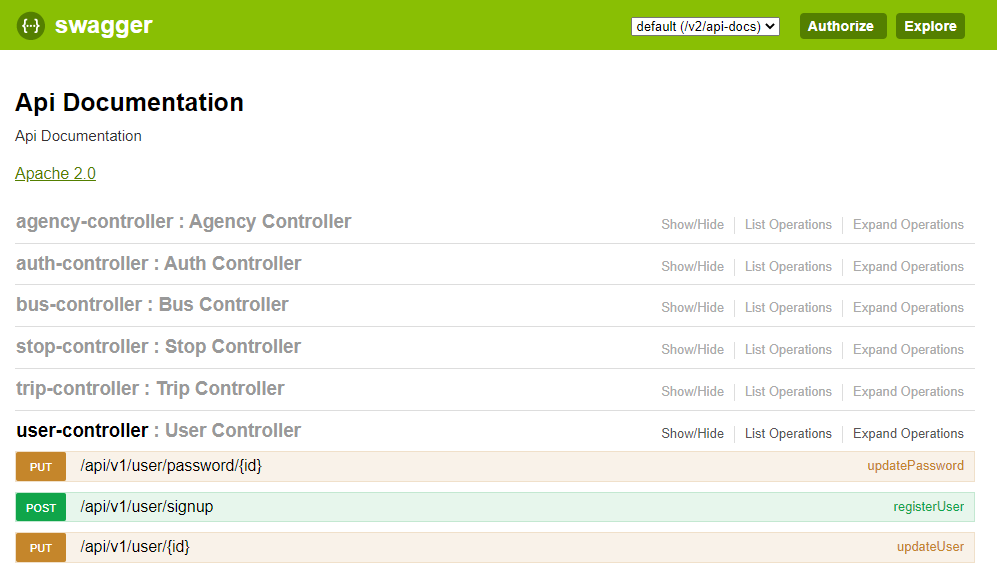 {···} swagger default (/v2/api-docs) Authorize Explore
Api Documentation
Api Documentation
Apache 2.0
agency-controller : Agency Controller Show/Hide List Operations Expand Operations
auth-controller : Auth Controller Show/Hide List Operations Expand Operations
bus-controller : Bus Controller Show/Hide List Operations Expand Operations
stop-controller : Stop Controller Show/Hide List Operations Expand Operations
trip-controller : Trip Controller Show/Hide List Operations Expand Operations
user-controller : User Controller Show/Hide List Operations Expand Operations
PUT /api/v1/user/password/{id} updatePassword
POST /api/v1/user/signup registerUser
PUT /api/v1/user/{id} updateUser